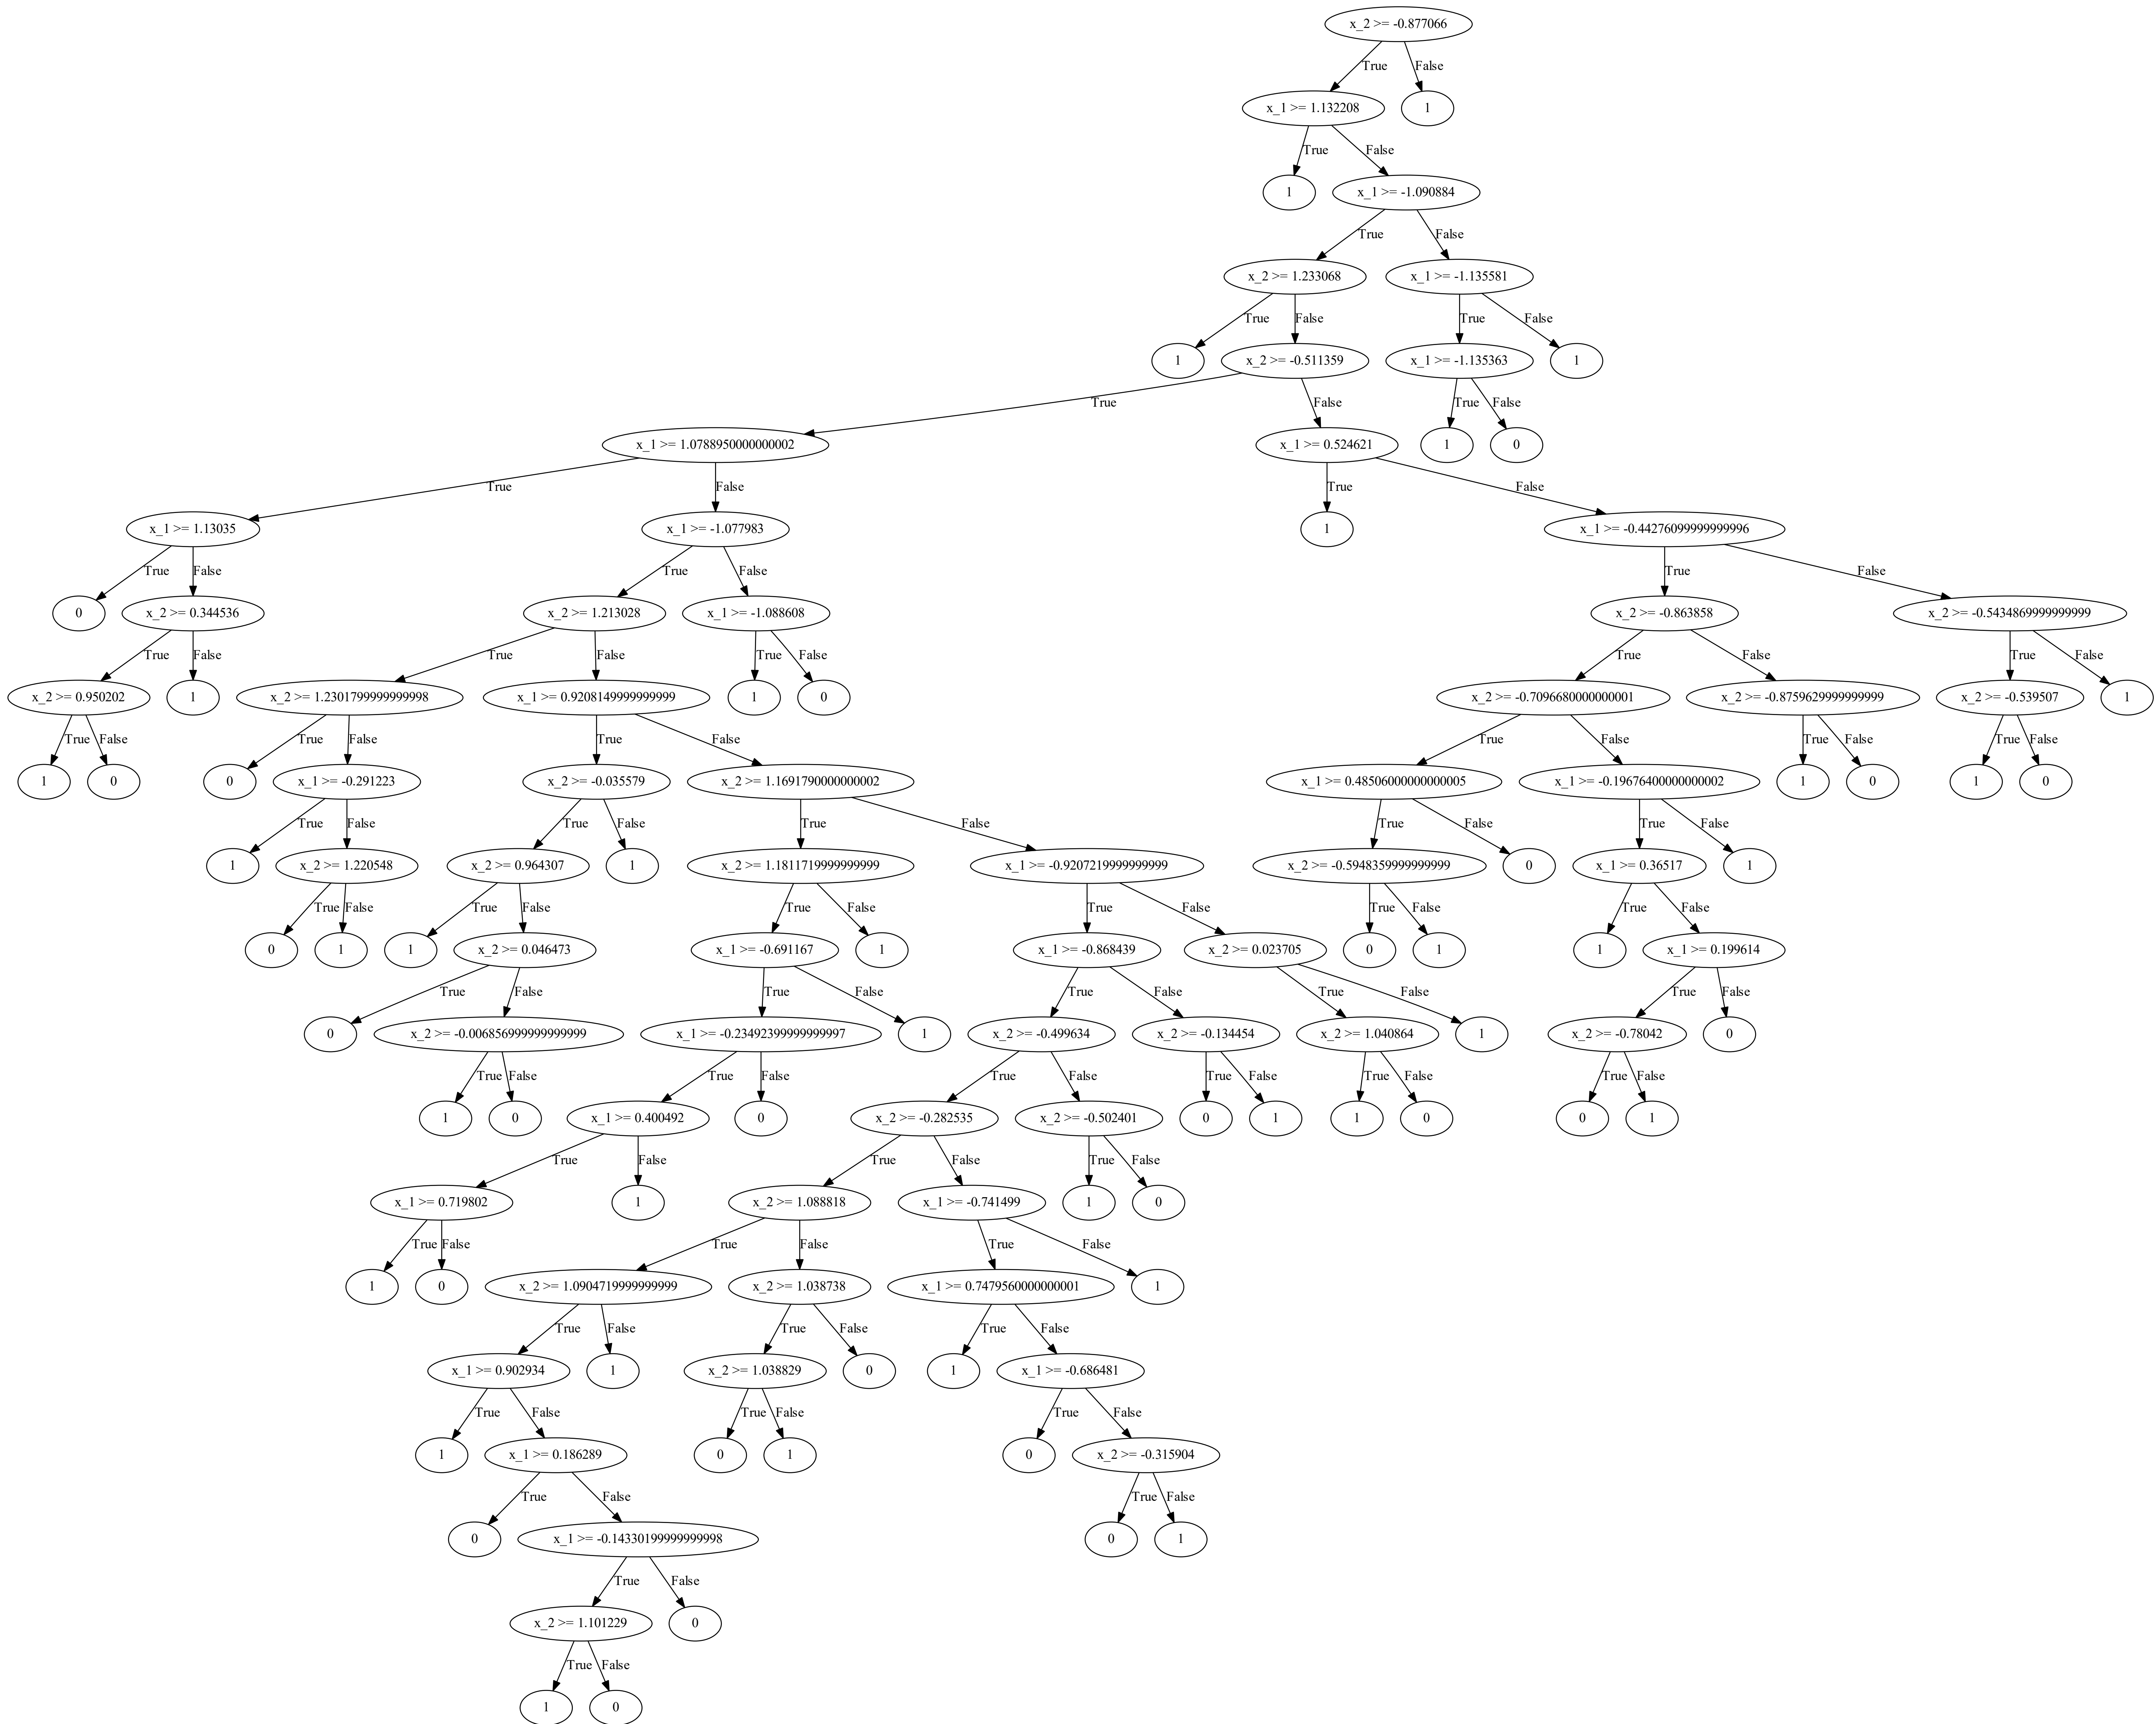 x_2 >= -0.877066
True
False
x_1 >= 1.132208
1
True
False
1
x_1 >= -1.090884
True
False
x_2 >= 1.233068
x_1 >= -1.135581
True
False
True
False
1
x_2 >= -0.511359
x_1 >= -1.135363
1
True
False
True
False
x_1 >= 1.0788950000000002
x_1 >= 0.524621
1
0
True
False
True
False
x_1 >= 1.13035
x_1 >= -1.077983
1
x_1 >= -0.44276099999999996
True
False
True
False
True
False
0
x_2 >= 0.344536
x_2 >= 1.213028
x_1 >= -1.088608
x_2 >= -0.863858
x_2 >= -0.5434869999999999
True
False
True
False
True
False
True
False
True
False
x_2 >= 0.950202
1
x_2 >= 1.2301799999999998
x_1 >= 0.9208149999999999
1
0
x_2 >= -0.7096680000000001
x_2 >= -0.8759629999999999
x_2 >= -0.539507
1
True
False
True
False
True
False
True
False
True
False
True
False
1
0
0
x_1 >= -0.291223
x_2 >= -0.035579
x_2 >= 1.1691790000000002
x_1 >= 0.48506000000000005
x_1 >= -0.19676400000000002
1
0
1
0
True
False
True
False
True
False
True
False
True
False
1
x_2 >= 1.220548
x_2 >= 0.964307
1
x_2 >= 1.1811719999999999
x_1 >= -0.9207219999999999
x_2 >= -0.5948359999999999
0
x_1 >= 0.36517
1
True
False
True
False
True
False
True
False
True
False
True
False
0
1
1
x_2 >= 0.046473
x_1 >= -0.691167
1
x_1 >= -0.868439
x_2 >= 0.023705
0
1
1
x_1 >= 0.199614
True
False
True
False
True
False
True
False
True
False
0
x_2 >= -0.006856999999999999
x_1 >= -0.23492399999999997
1
x_2 >= -0.499634
x_2 >= -0.134454
x_2 >= 1.040864
1
x_2 >= -0.78042
0
True
False
True
False
True
False
True
False
True
False
True
False
1
0
x_1 >= 0.400492
0
x_2 >= -0.282535
x_2 >= -0.502401
0
1
1
0
0
1
True
False
True
False
True
False
x_1 >= 0.719802
1
x_2 >= 1.088818
x_1 >= -0.741499
1
0
True
False
True
False
True
False
1
0
x_2 >= 1.0904719999999999
x_2 >= 1.038738
x_1 >= 0.7479560000000001
1
True
False
True
False
True
False
x_1 >= 0.902934
1
x_2 >= 1.038829
0
1
x_1 >= -0.686481
True
False
True
False
True
False
1
x_1 >= 0.186289
0
1
0
x_2 >= -0.315904
True
False
True
False
0
x_1 >= -0.14330199999999998
0
1
True
False
x_2 >= 1.101229
0
True
False
1
0